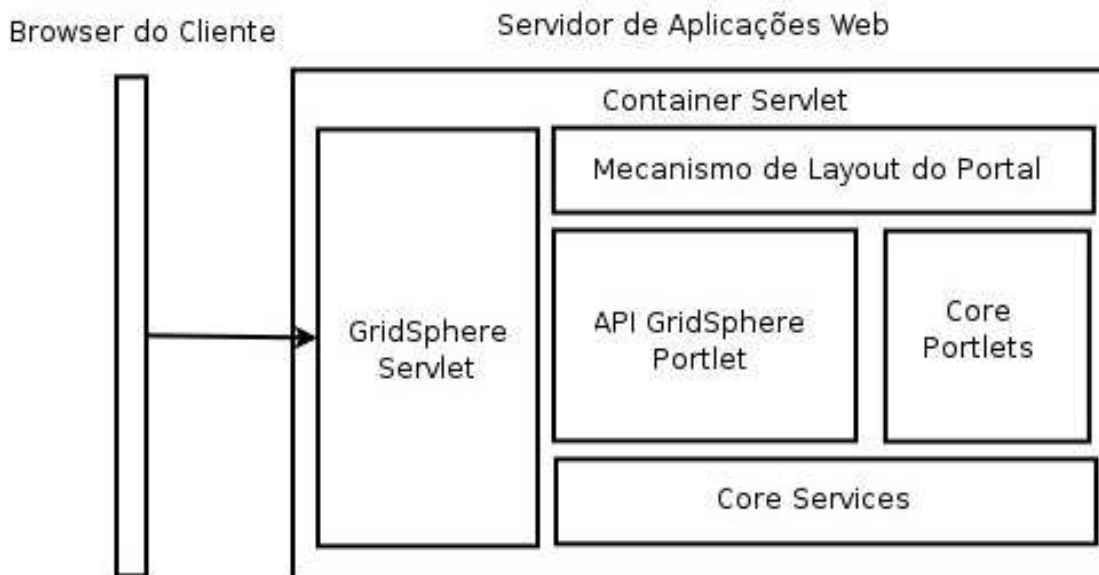 Browser do Cliente
Servidor de Aplicações Web
Container Servlet
Mecanismo de Layout do Portal
GridSphere
Servlet
API GridSphere
Portlet
Core
Portlets
Core Services